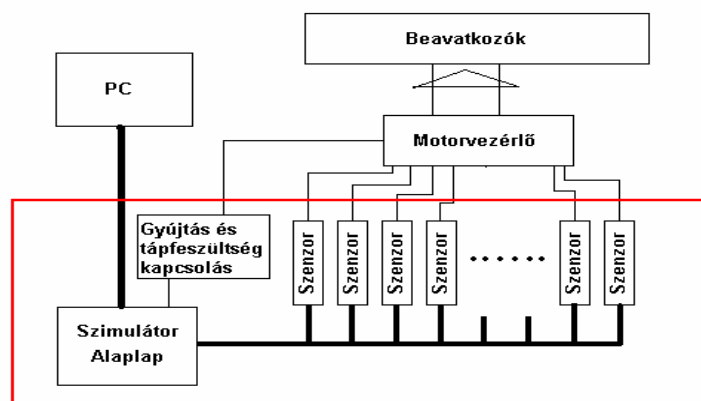 Beavatkozók
PC
Motorvezérlő
Gyújtás és
tápfeszültség
kapcsolás
Szenzor
Szenzor
Szenzor
Szenzor
Szenzor
Szenzor
Szimulátor
Alaplap